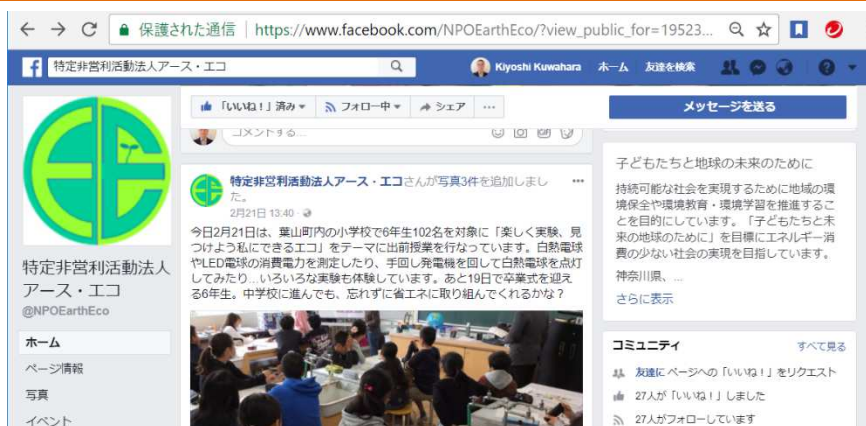 保護された通信 | https://www.facebook.com/NPOEarthEco/?view_public_for=19523...
特定非営利活動法人アース・エコ
Kiyoshi Kuwahara ホーム 友達を検索
「いいね！」済み フォロー中 シェア ...
メッセージを送る
コメントする...
特定非営利活動法人アース・エコさんが写真3件を追加しまし
た。
2月21日 13:40
今日2月21日は、葉山町内の小学校で6年生102名を対象に「楽しく実験、見
つけよう私にできるエコ」をテーマに出前授業を行なっています。白熱電球
やLED電球の消費電力を測定したり、手回し発電機を回して白熱電球を点灯
してみたり...いろいろな実験も体験しています。あと19日で卒業式を迎え
る6年生。中学校に進んでも、忘れずに省エネに取り組んでくれるかな？
特定非営利活動法人
アース・エコ
@NPOEarthEco
ホーム
ページ情報
写真
イベント
子どもたちと地球の未来のために
持続可能な社会を実現するために地域の環
境保全や環境教育・環境学習を推進するこ
とを目的にしています。「子どもたちと未
来の地球のために」を目標にエネルギー消
費の少ない社会の実現を目指しています。
神奈川県、...
さらに表示
コミュニティ すべて見る
友達に ページへの「いいね！」をリクエスト
27人が「いいね！」しました
27人がフォローしています